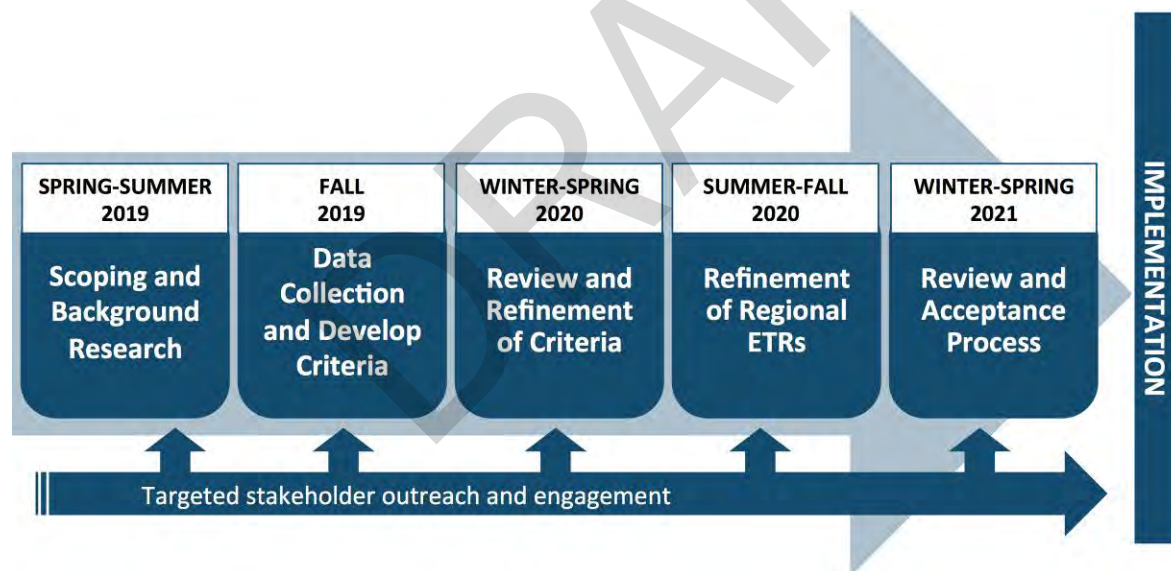 SPRING-SUMMER
2019
Scoping and
Background
Research
FALL
2019
Data
Collection
and Develop
Criteria
WINTER-SPRING
2020
Review and
Refinement
of Criteria
SUMMER-FALL
2020
Refinement
of Regional
ETRs
WINTER-SPRING
2021
Review and
Acceptance
Process
IMPLEMENTATION
Targeted stakeholder outreach and engagement
DRA